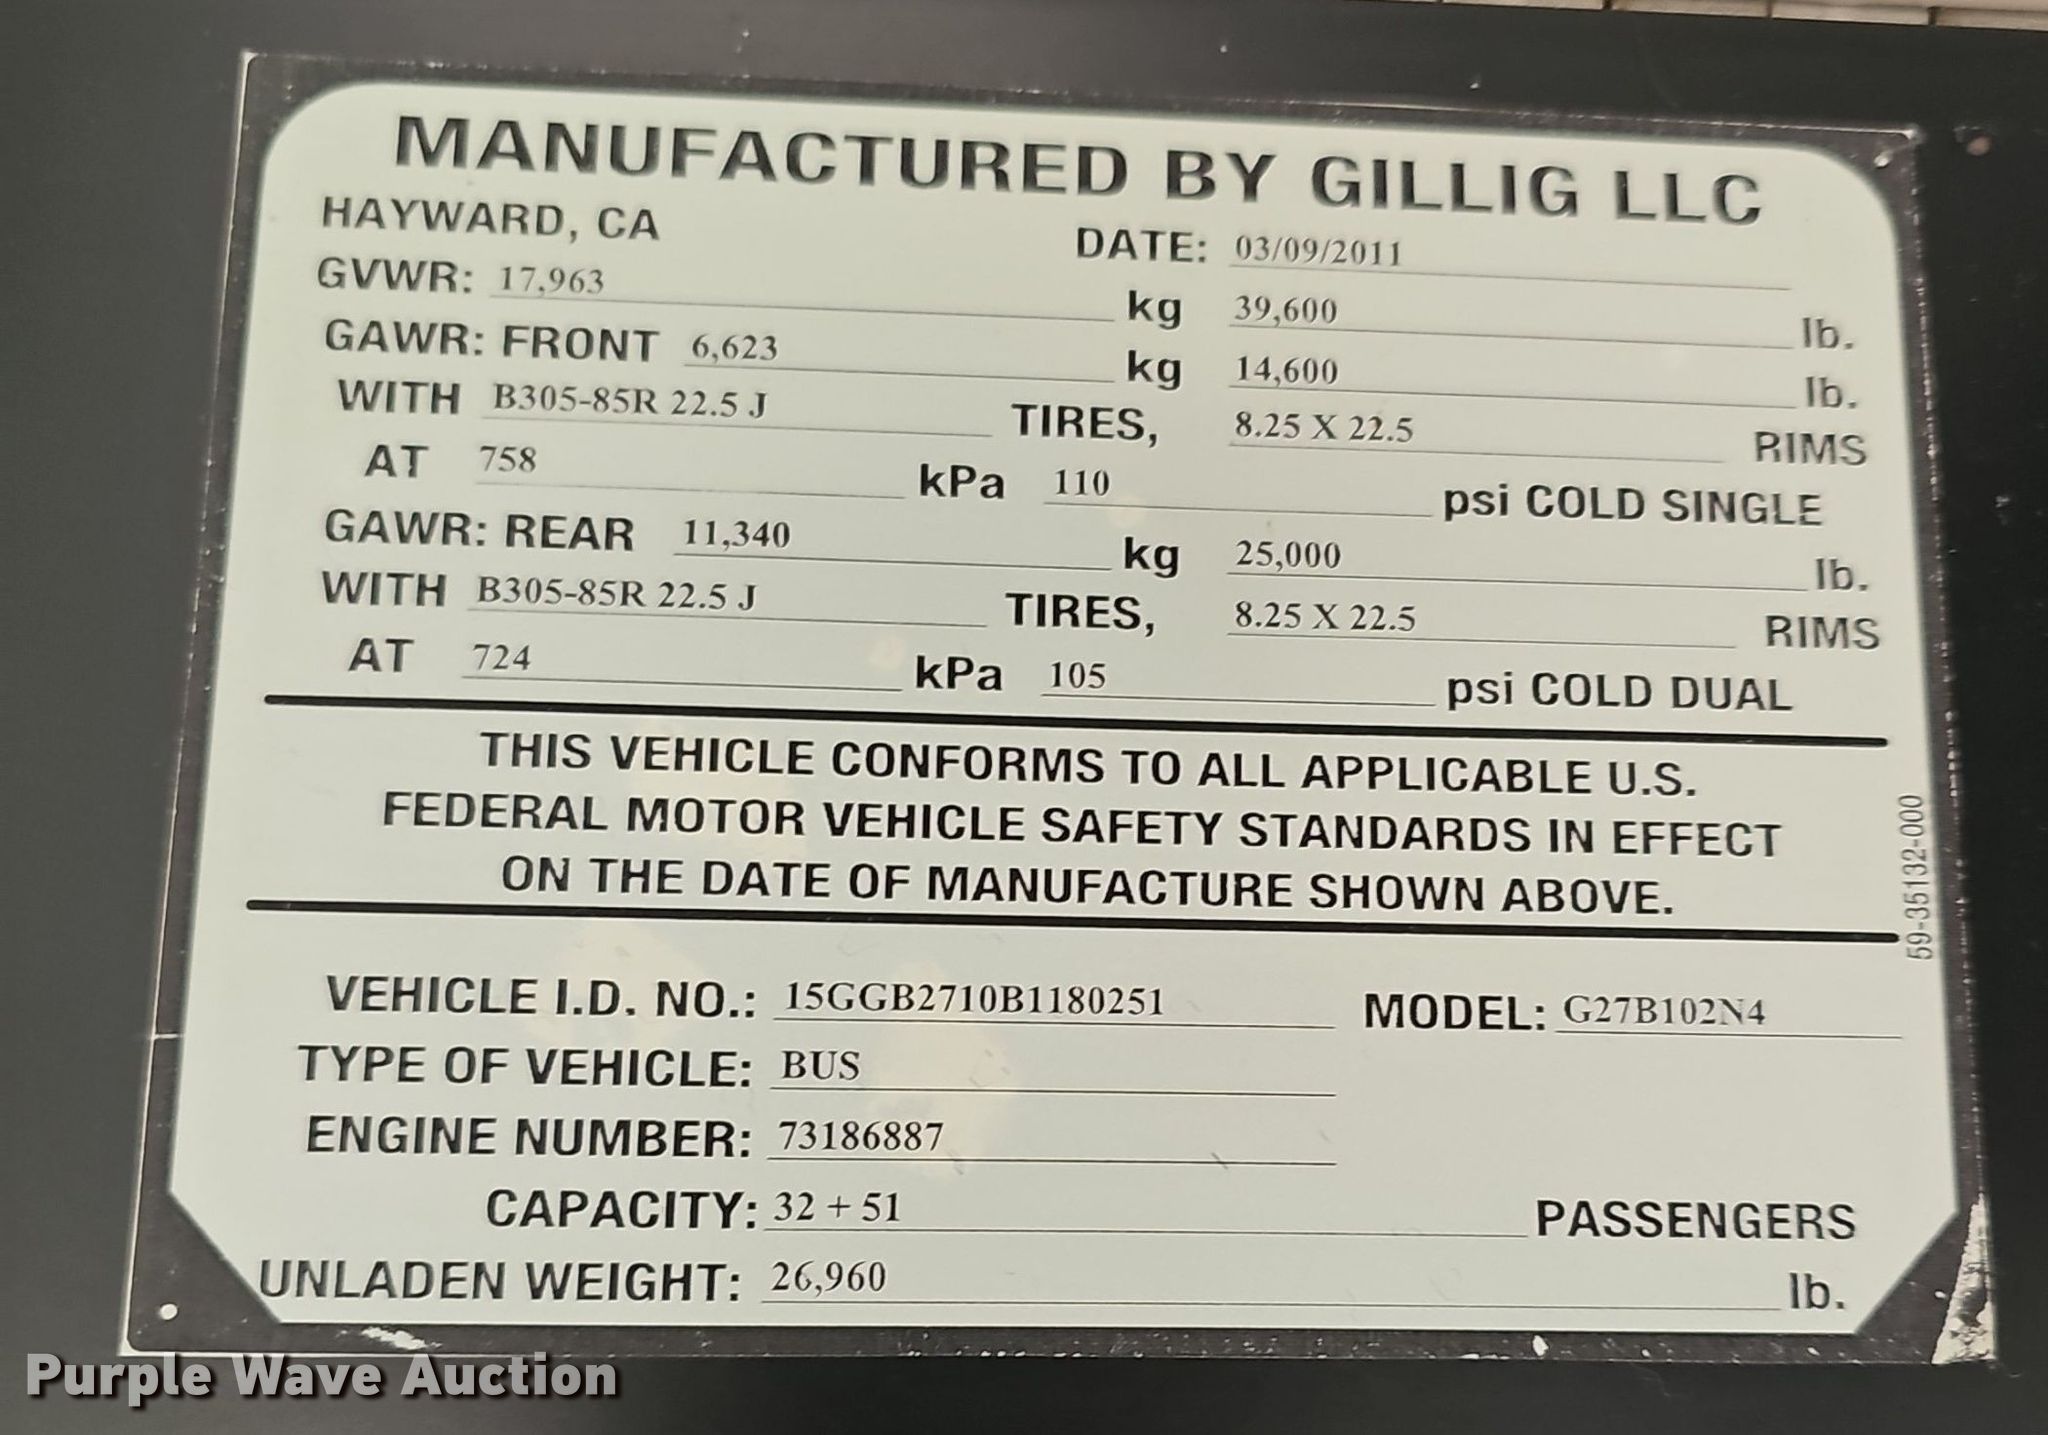 MANUFACTURED BY GILLIG LLC
HAYWARD, CA DATE: 03/09/2011
GVWR: 17,963 kg 39,600 lb.
GAWR: FRONT 6,623 kg 14,600 lb.
WITH B305-85R 22.5 J TIRES, 8.25 X 22.5 RIMS
AT 758 kPa 110 psi COLD SINGLE
GAWR: REAR 11,340 kg 25,000 lb.
WITH B305-85R 22.5 J TIRES, 8.25 X 22.5 RIMS
AT 724 kPa 105 psi COLD DUAL
THIS VEHICLE CONFORMS TO ALL APPLICABLE U.S.
FEDERAL MOTOR VEHICLE SAFETY STANDARDS IN EFFECT
ON THE DATE OF MANUFACTURE SHOWN ABOVE.
59-35132-000
VEHICLE I.D. NO.: 15GGB2710B1180251 MODEL: G27B102N4
TYPE OF VEHICLE: BUS
ENGINE NUMBER: 73186887
CAPACITY: 32 + 51 PASSENGERS
UNLADEN WEIGHT: 26,960 lb.
Purple Wave Auction